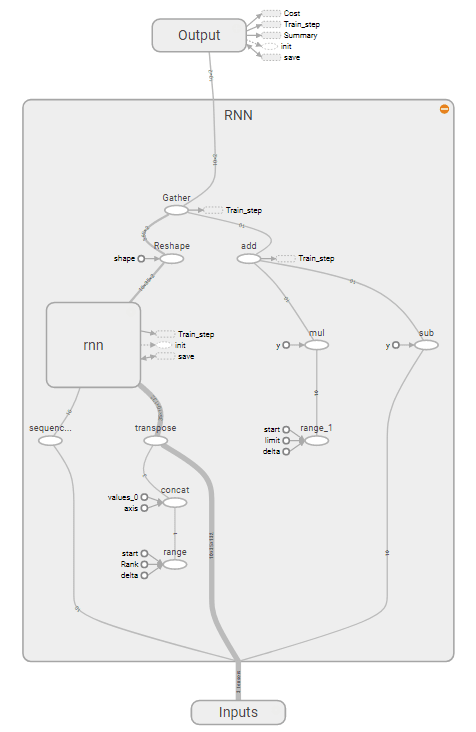 Cost
Train_step
Output
Summary
init
save
RNN
Gather
Train_step
Reshape
add
shape
Train_step
rnn
Train_step
init
save
mul
sub
y
y
sequenc...
transpose
start
range_1
limit
delta
concat
values_0
axis
range
start
Rank
delta
Inputs